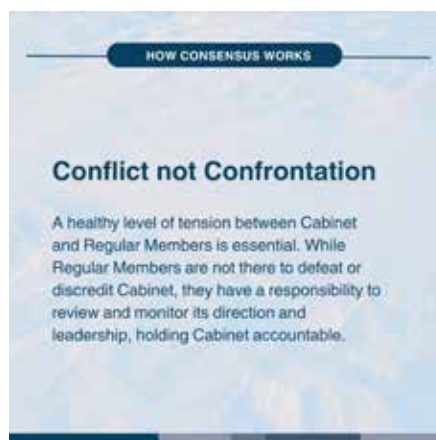 HOW CONSENSUS WORKS
Conflict not Confrontation
A healthy level of tension between Cabinet
and Regular Members is essential. While
Regular Members are not there to defeat or
discredit Cabinet, they have a responsibility to
review and monitor its direction and
leadership, holding Cabinet accountable.